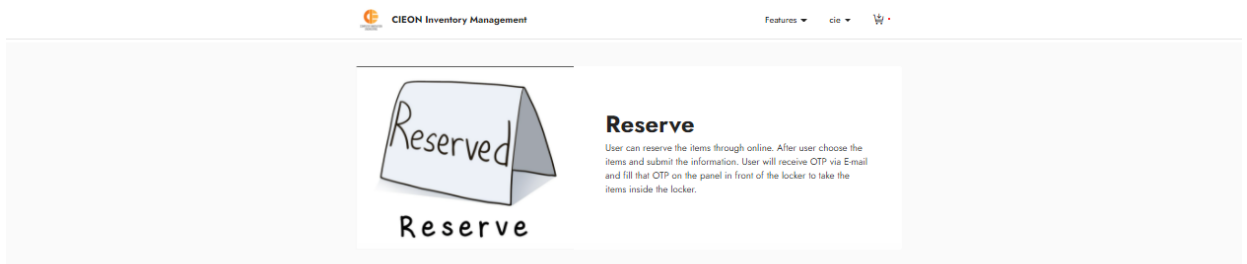 CIEON Inventory Management
Features
cie
Reserved
Reserve
Reserve
User can reserve the items through online. After user choose the
items and submit the information. User will receive OTP via E-mail
and fill that OTP on the panel in front of the locker to take the
items inside the locker.